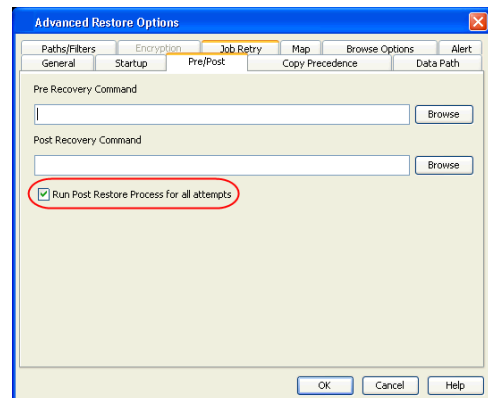 Advanced Restore Options
Paths/Filters Encryption Job Retry Map Browse Options Alert
General Startup Pre/Post Copy Precedence Data Path
Pre Recovery Command
Browse
Post Recovery Command
Browse
Run Post Restore Process for all attempts
OK Cancel Help